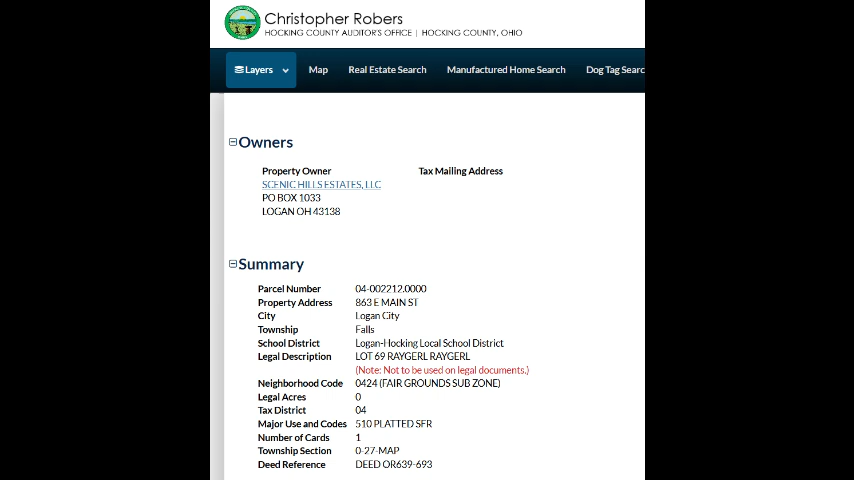 Christopher Robers
HOCKING COUNTY AUDITOR'S OFFICE | HOCKING COUNTY, OHIO
Layers Map Real Estate Search Manufactured Home Search Dog Tag Searc
Owners
Property Owner Tax Mailing Address
SCENIC HILLS ESTATES, LLC
PO BOX 1033
LOGAN OH 43138
Summary
Parcel Number 04-002212.0000
Property Address 863 E MAIN ST
City Logan City
Township Falls
School District Logan-Hocking Local School District
Legal Description LOT 69 RAYGERL RAYGERL
(Note: Not to be used on legal documents.)
Neighborhood Code 0424 (FAIR GROUNDS SUB ZONE)
Legal Acres 0
Tax District 04
Major Use and Codes 510 PLATTED SFR
Number of Cards 1
Township Section 0-27-MAP
Deed Reference DEED OR639-693